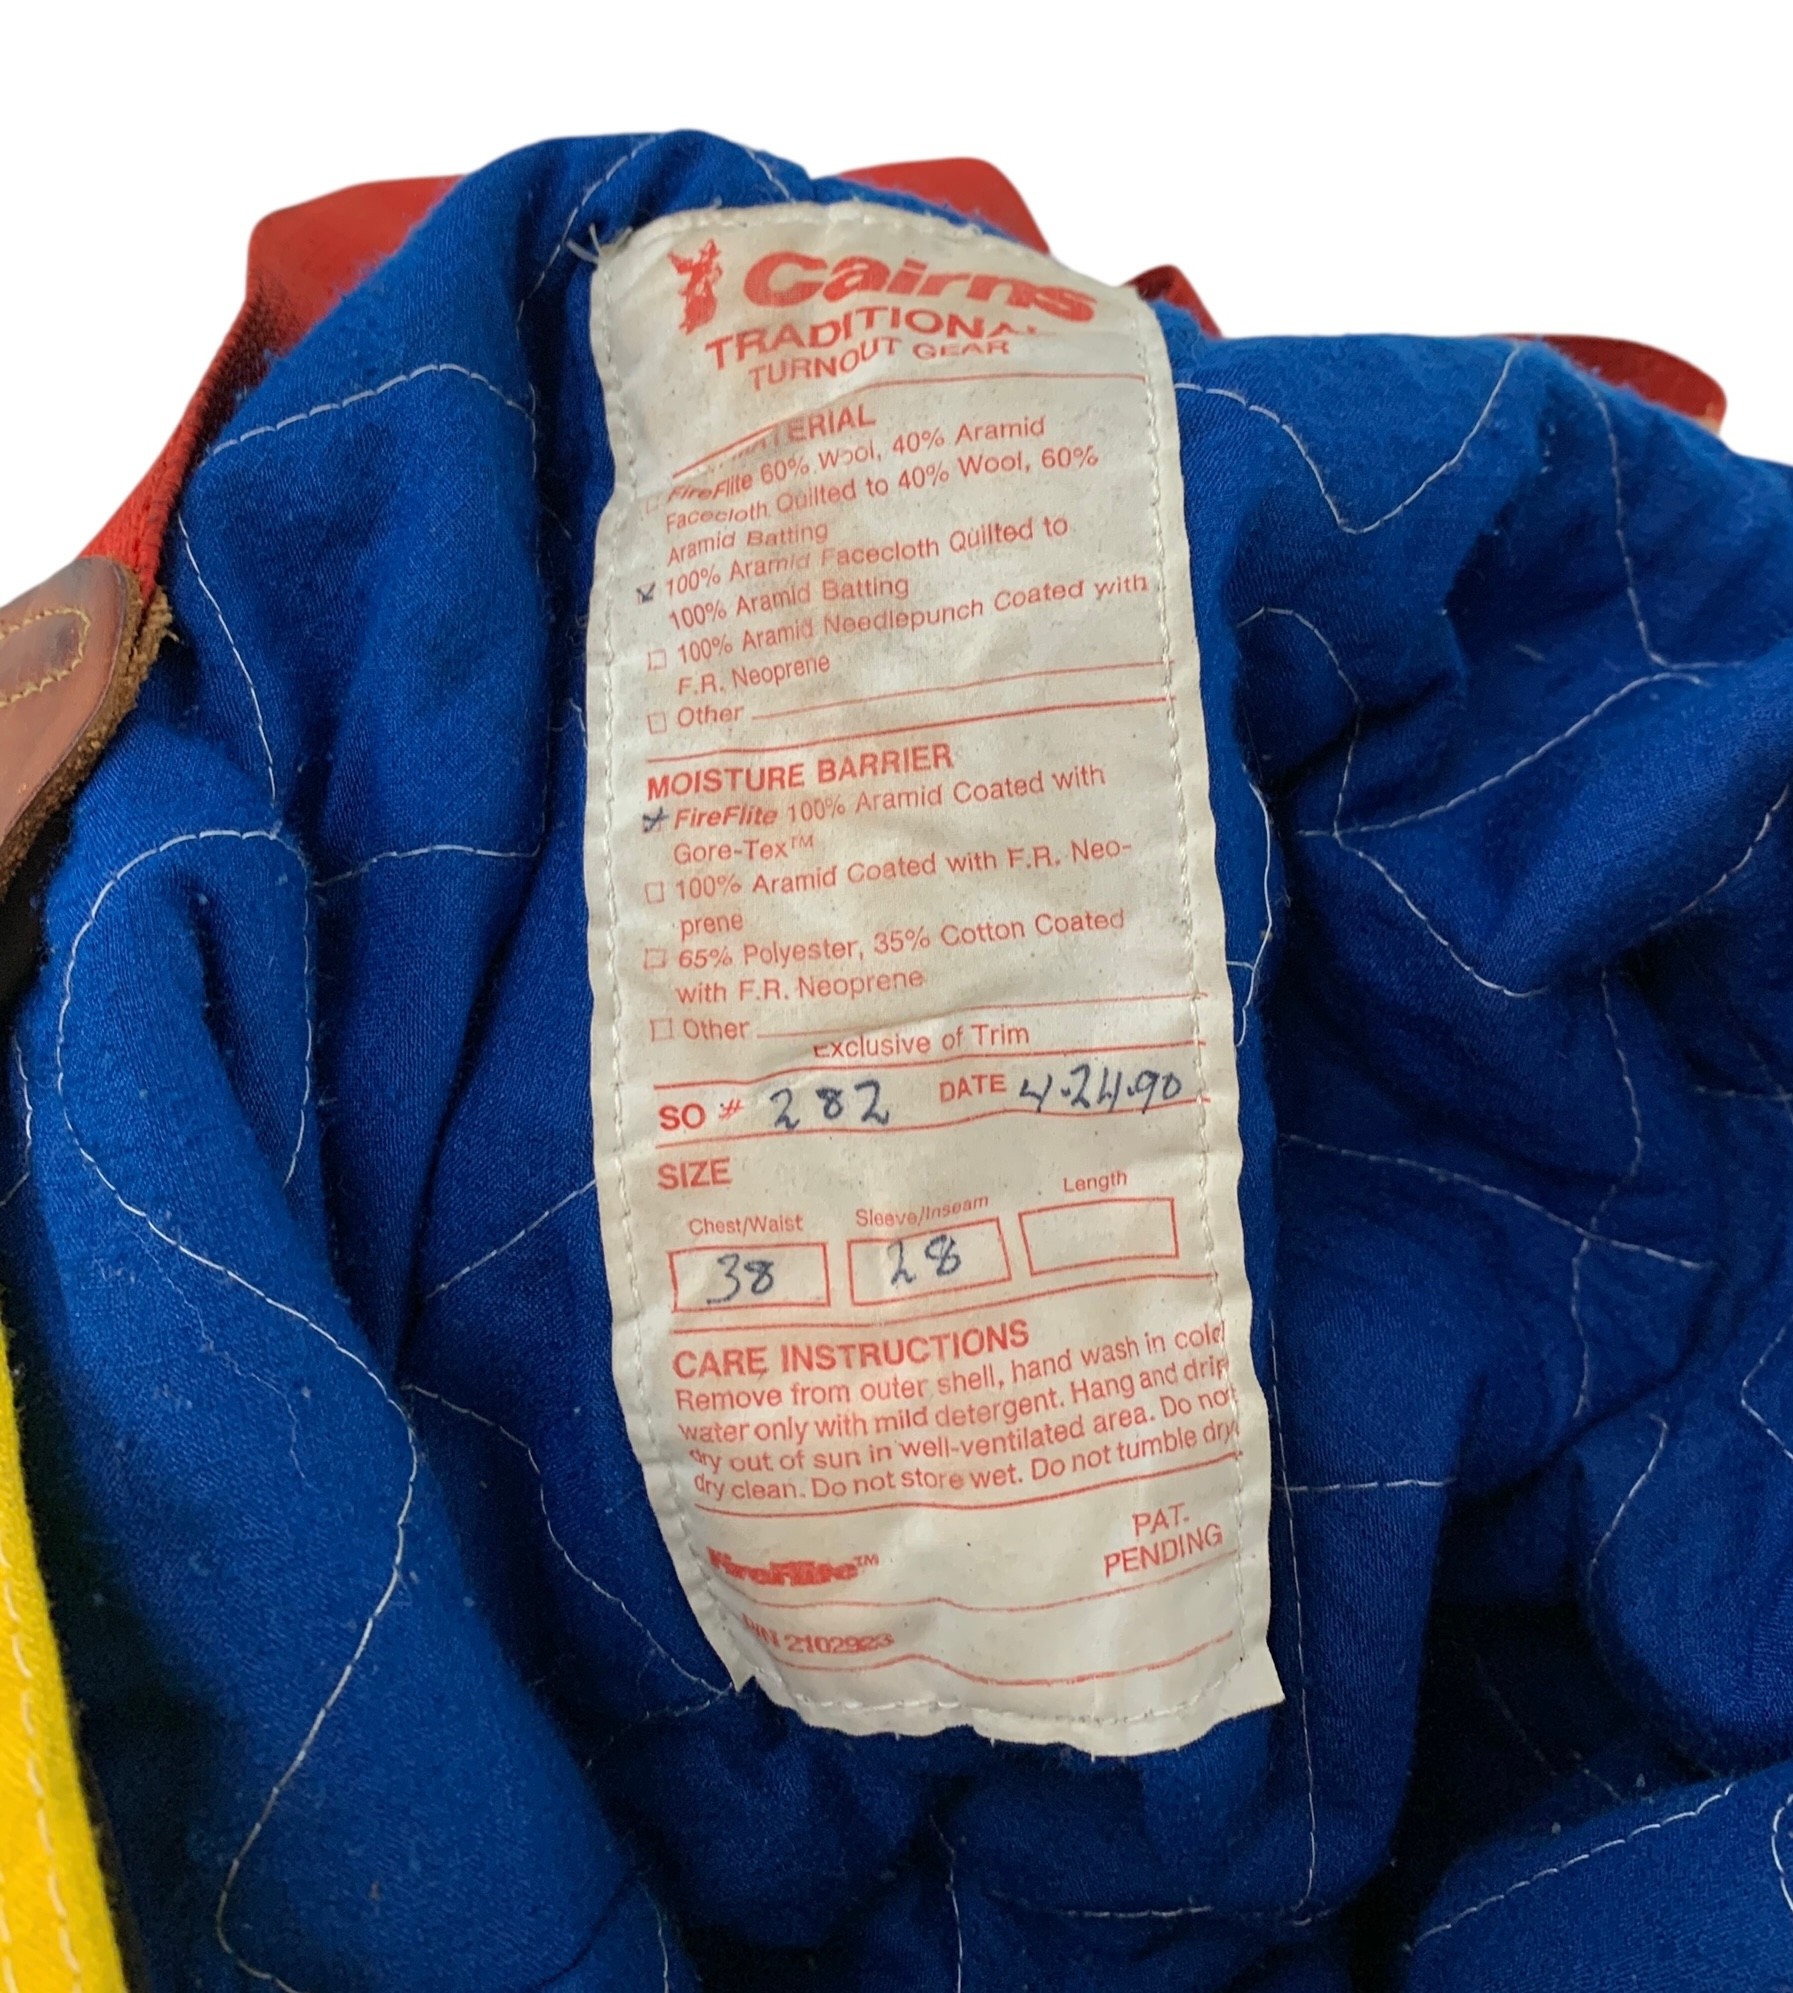 Cairns
TRADITIONAL
TURNOUT GEAR
MATERIAL
FireFlite 60% Wool, 40% Aramid
Facecloth Quilted to 40% Wool, 60%
Aramid Batting
100% Aramid Facecloth Quilted to
100% Aramid Batting
100% Aramid Needlepunch Coated with
F.R. Neoprene
Other
MOISTURE BARRIER
FireFlite 100% Aramid Coated with
Gore-Tex™
100% Aramid Coated with F.R. Neo-
prene
65% Polyester, 35% Cotton Coated
with F.R. Neoprene
Other
Exclusive of Trim
SO # 282 DATE 4.24.90
SIZE
Chest/Waist Sleeve/Inseam Length
38 28
CARE INSTRUCTIONS
Remove from outer shell, hand wash in cold
water only with mild detergent. Hang and drip
dry out of sun in well-ventilated area. Do not
dry clean. Do not store wet. Do not tumble dry.
FireFlite™ PAT.
PENDING
P/N 2102923